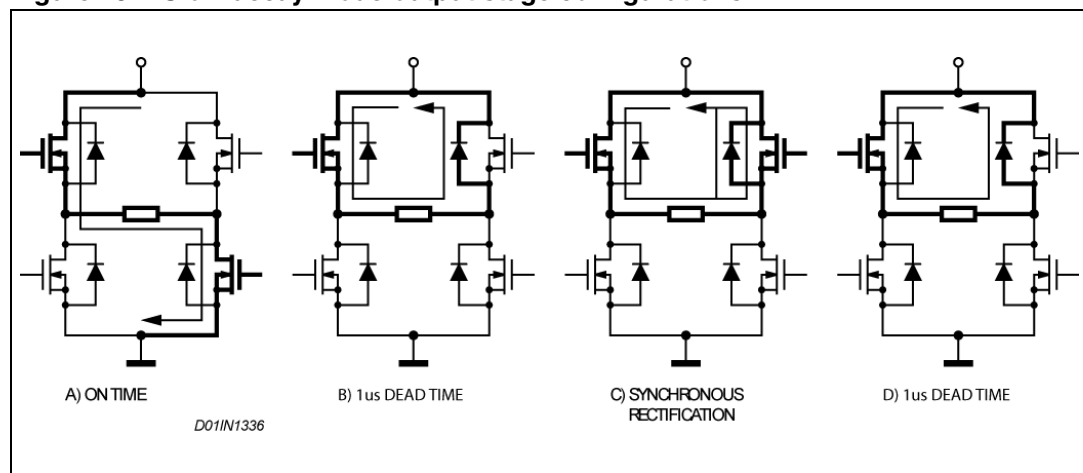 A) ON TIME
B) 1us DEAD TIME
C) SYNCHRONOUS
RECTIFICATION
D) 1us DEAD TIME
D01IN1336